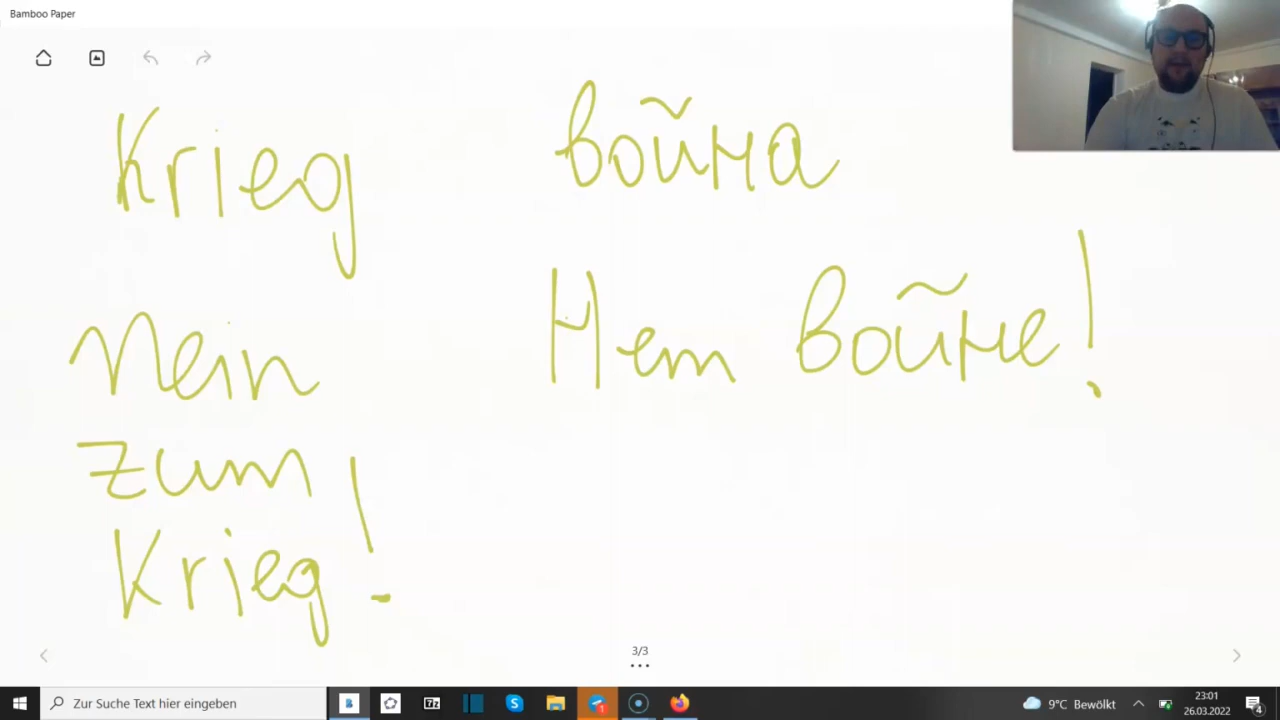 Bamboo Paper
Krieg война
Нет войне!
Nein
zum
Krieg!
3/3
Zur Suche Text hier eingeben
9°C Bewölkt
23:01
26.03.2022